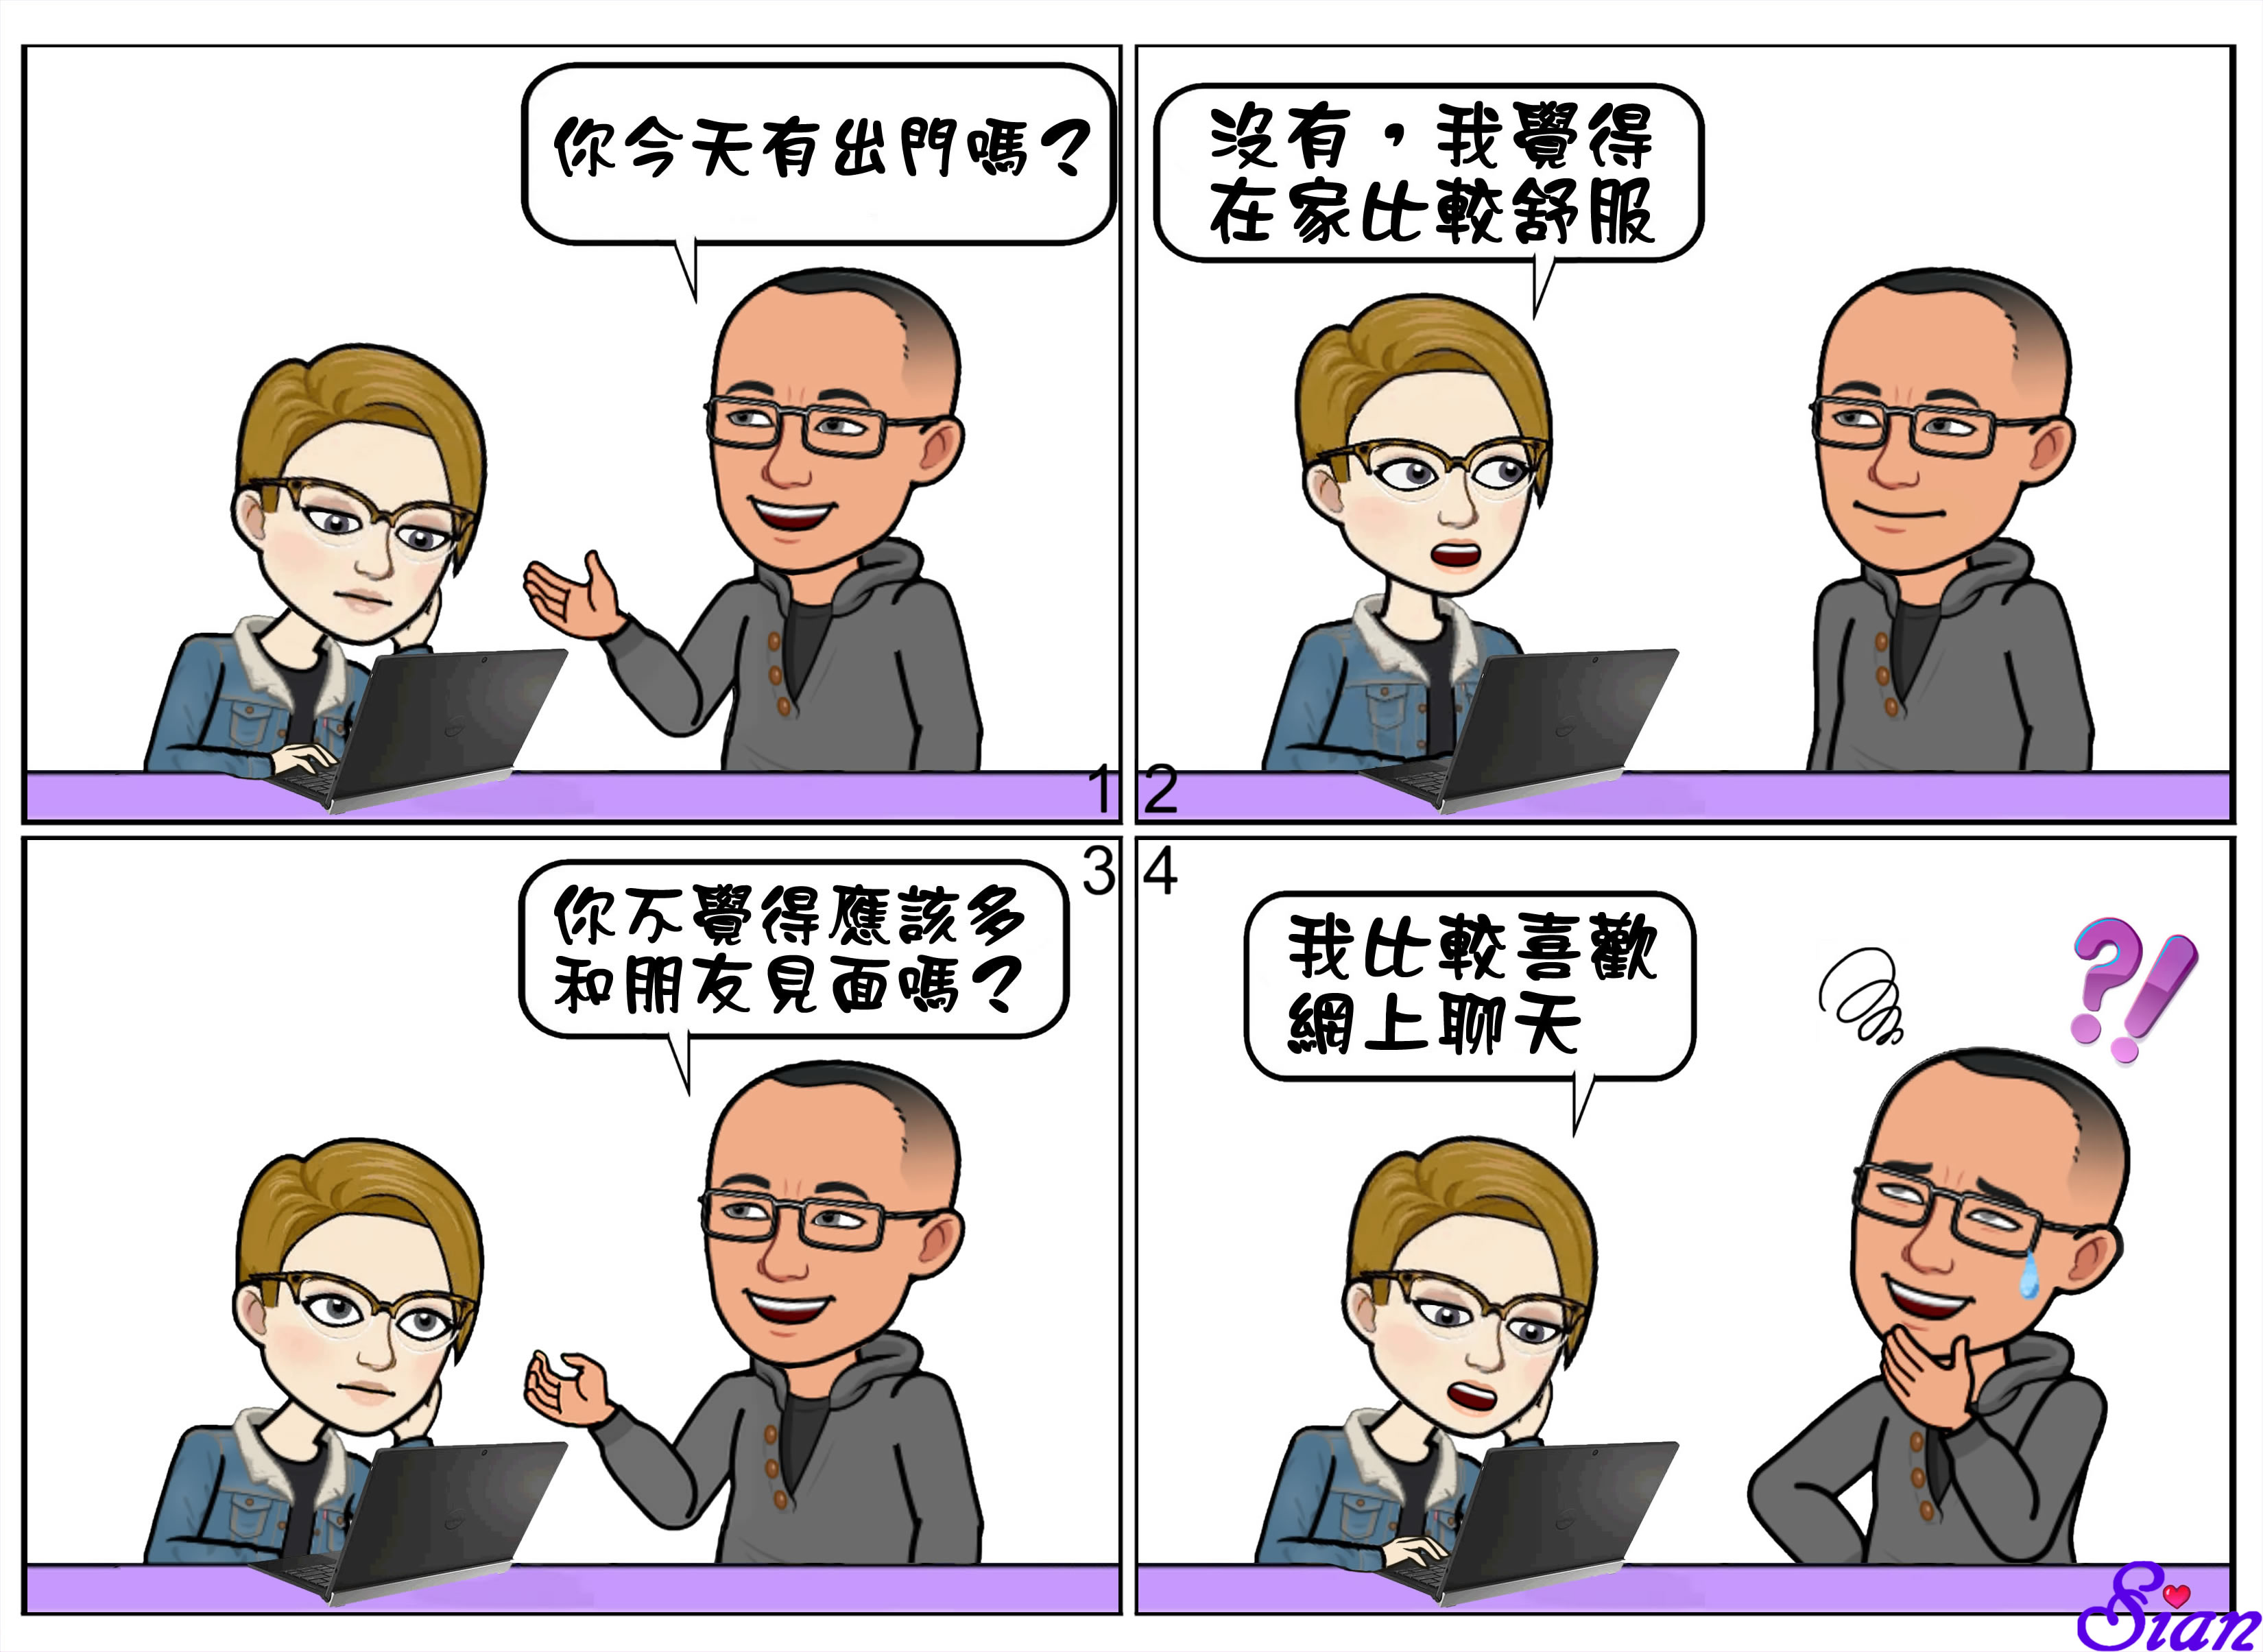 你今天有出門嗎？
1
沒有，我覺得
在家比較舒服
2
你不覺得應該多
和朋友見面嗎？
3
我比較喜歡
網上聊天
4
?!
Sian